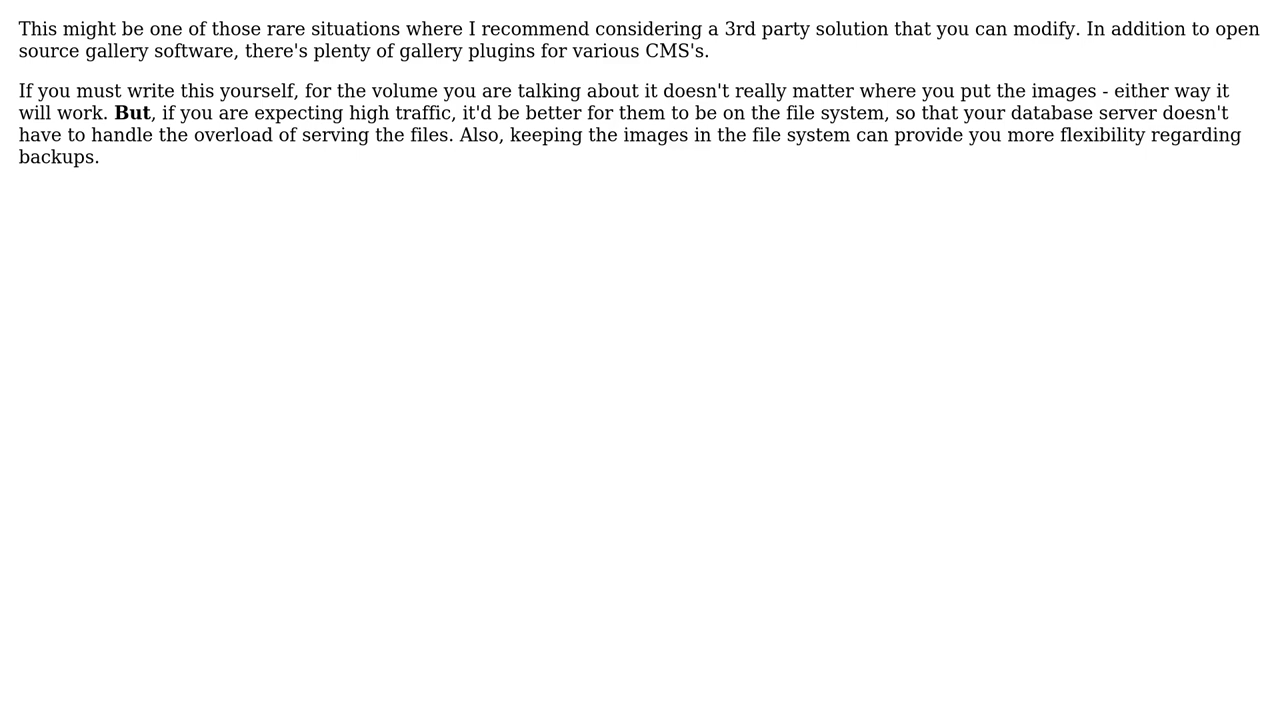 This might be one of those rare situations where I recommend considering a 3rd party solution that you can modify. In addition to open
source gallery software, there's plenty of gallery plugins for various CMS's.
If you must write this yourself, for the volume you are talking about it doesn't really matter where you put the images - either way it
will work. But, if you are expecting high traffic, it'd be better for them to be on the file system, so that your database server doesn't
have to handle the overload of serving the files. Also, keeping the images in the file system can provide you more flexibility regarding
backups.